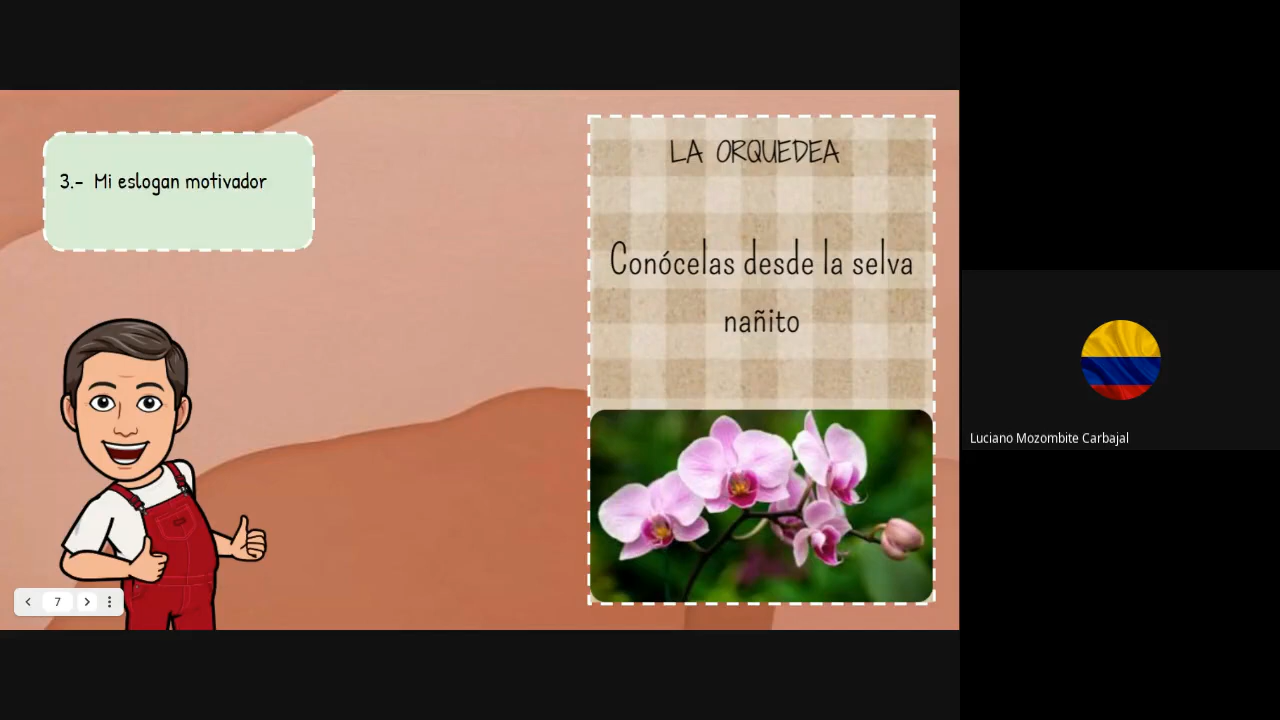 3.- Mi eslogan motivador
LA ORQUEDEA
Conócelas desde la selva
nañito
7
Luciano Mozombite Carbajal